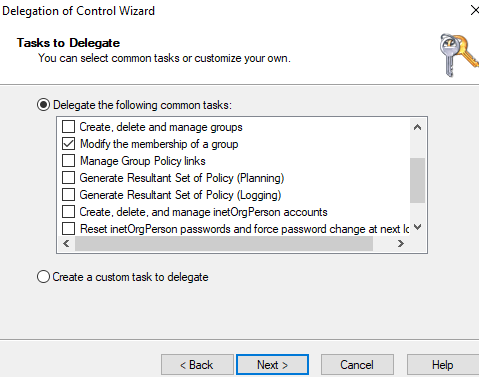 Delegation of Control Wizard
Tasks to Delegate
You can select common tasks or customize your own.
Delegate the following common tasks:
Create, delete and manage groups
Modify the membership of a group
Manage Group Policy links
Generate Resultant Set of Policy (Planning)
Generate Resultant Set of Policy (Logging)
Create, delete, and manage inetOrgPerson accounts
Reset inetOrgPerson passwords and force password change at next lo
Create a custom task to delegate
< Back
Next >
Cancel
Help